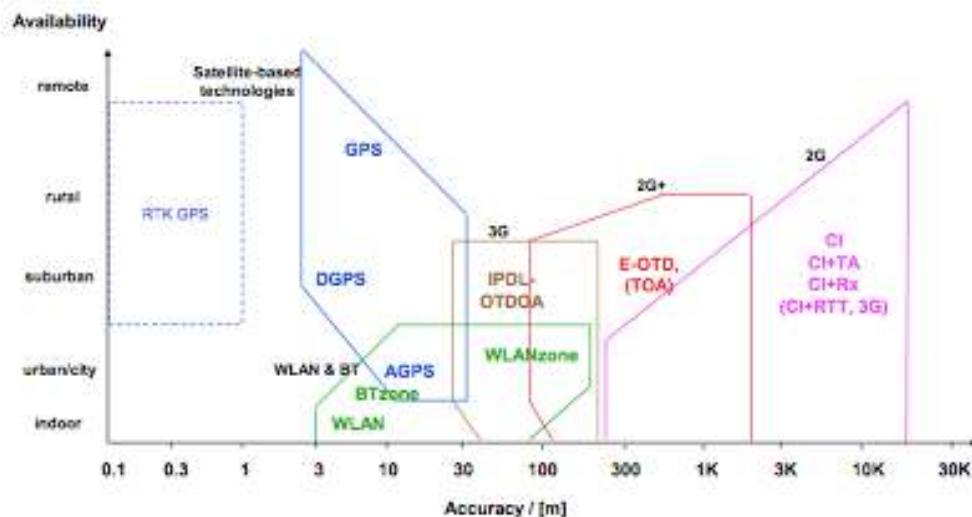 Availability
remote
Satellite-based
technologies
GPS
2G
rural
RTK GPS
2G+
3G
suburban
DGPS
IPDL-
OTDOA
E-OTD,
(TOA)
CI
CI+TA
CI+Rx
(CI+RTT, 3G)
urban/city
WLAN & BT
AGPS
WLANzone
BTzone
indoor
WLAN
0.1 0.3 1 3 10 30 100 300 1K 3K 10K 30K
Accuracy / [m]